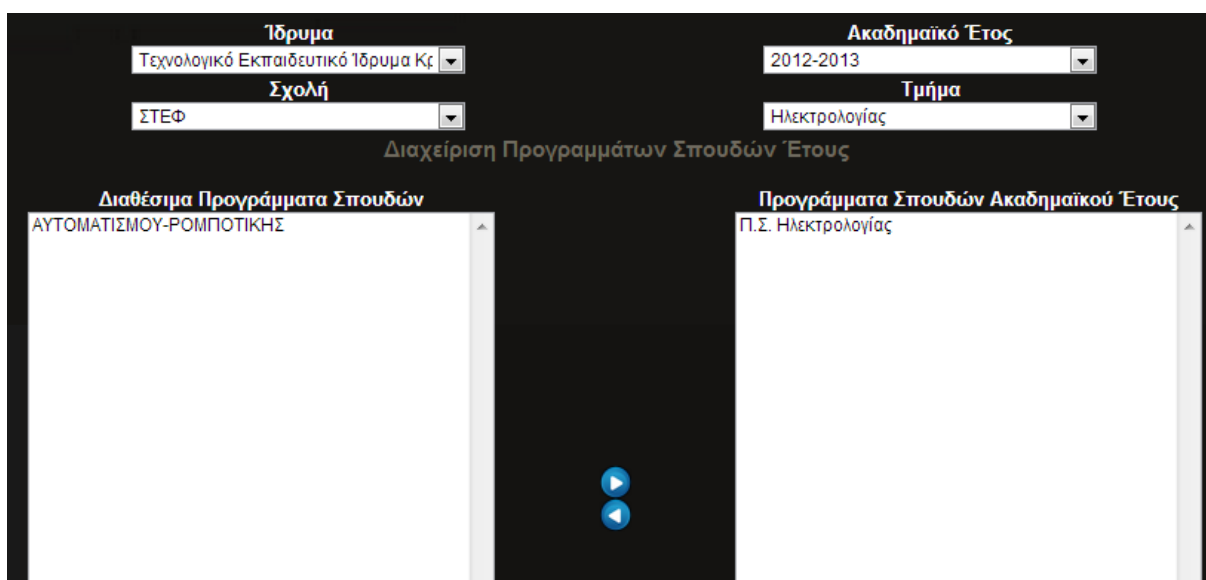 Ίδρυμα
Ακαδημαϊκό Έτος
Τεχνολογικό Εκπαιδευτικό Ίδρυμα Κρ
2012-2013
Σχολή
Τμήμα
ΣΤΕΦ
Ηλεκτρολογίας
Διαχείριση Προγραμμάτων Σπουδών Έτους
Διαθέσιμα Προγράμματα Σπουδών
Προγράμματα Σπουδών Ακαδημαϊκού Έτους
ΑΥΤΟΜΑΤΙΣΜΟΥ-ΡΟΜΠΟΤΙΚΗΣ
Π.Σ. Ηλεκτρολογίας